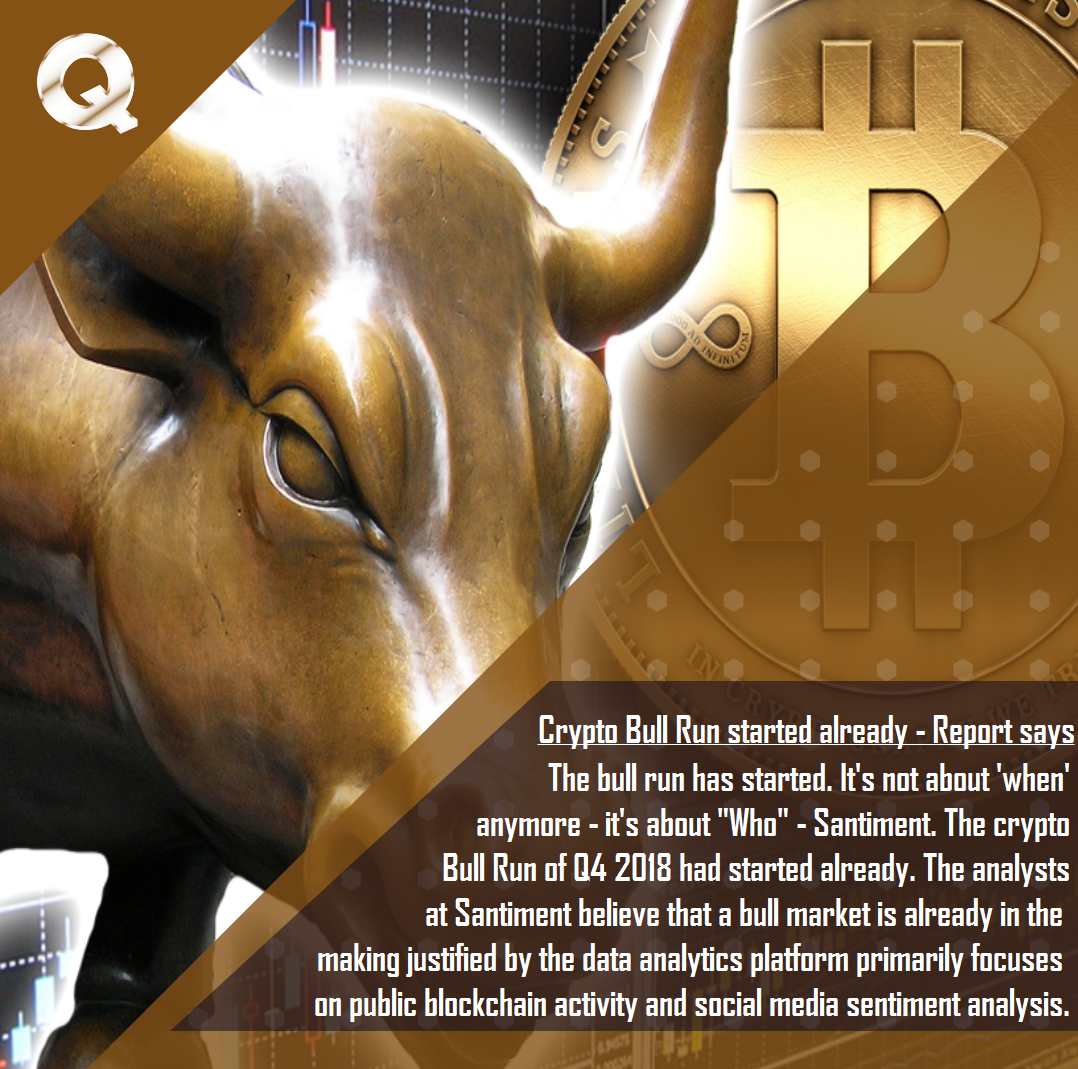 Q
000 AD INFINITUM
Crypto Bull Run started already - Report says
The bull run has started. It's not about 'when'
anymore - it's about "Who" - Santiment. The crypto
Bull Run of Q4 2018 had started already. The analysts
at Santiment believe that a bull market is already in the
making justified by the data analytics platform primarily focuses
on public blockchain activity and social media sentiment analysis.